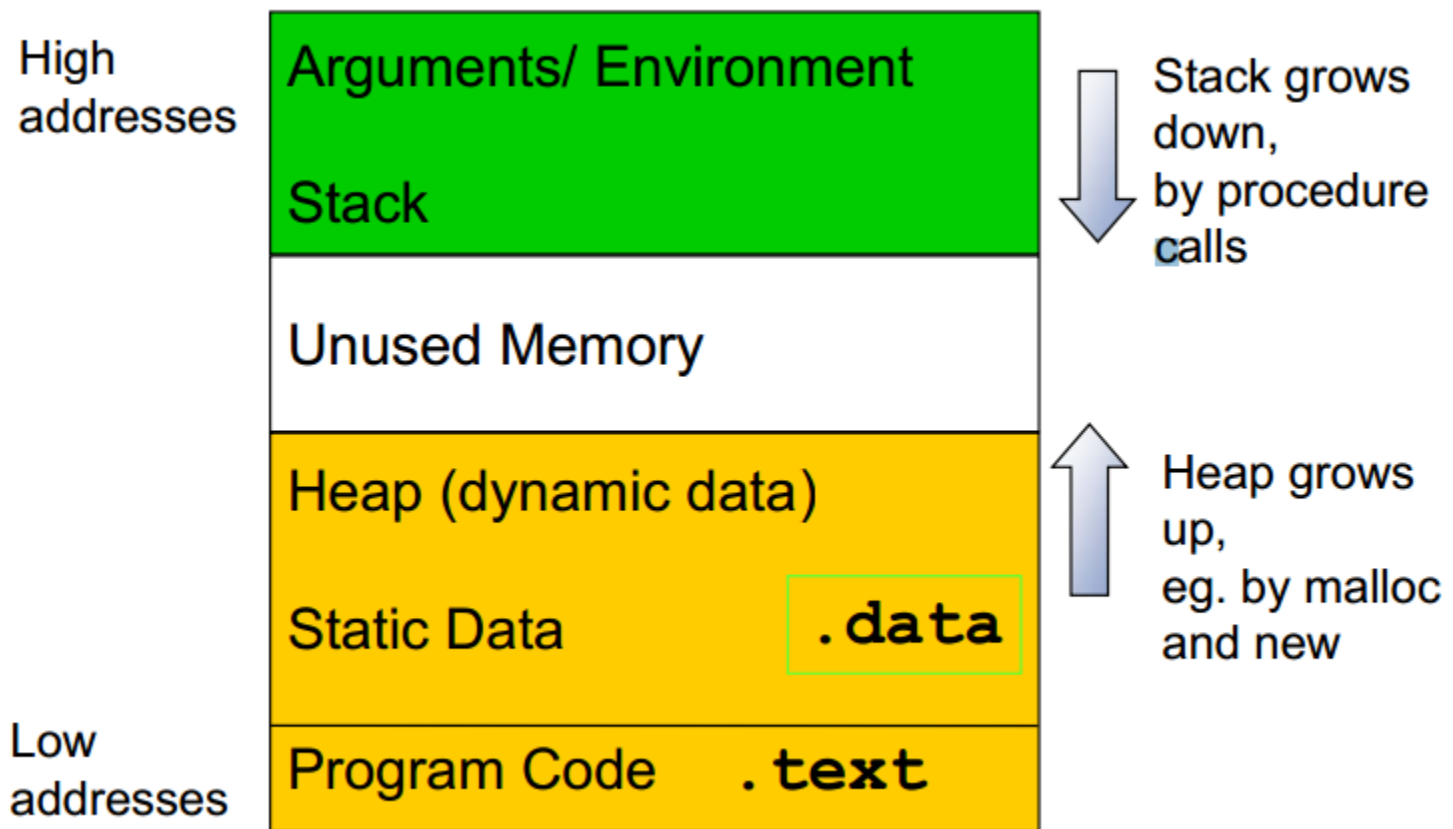 High
addresses
Arguments/ Environment
Stack
Stack grows
down,
by procedure
calls
Unused Memory
Heap (dynamic data)
Heap grows
up,
eg. by malloc
and new
Static Data .data
Low
addresses
Program Code .text